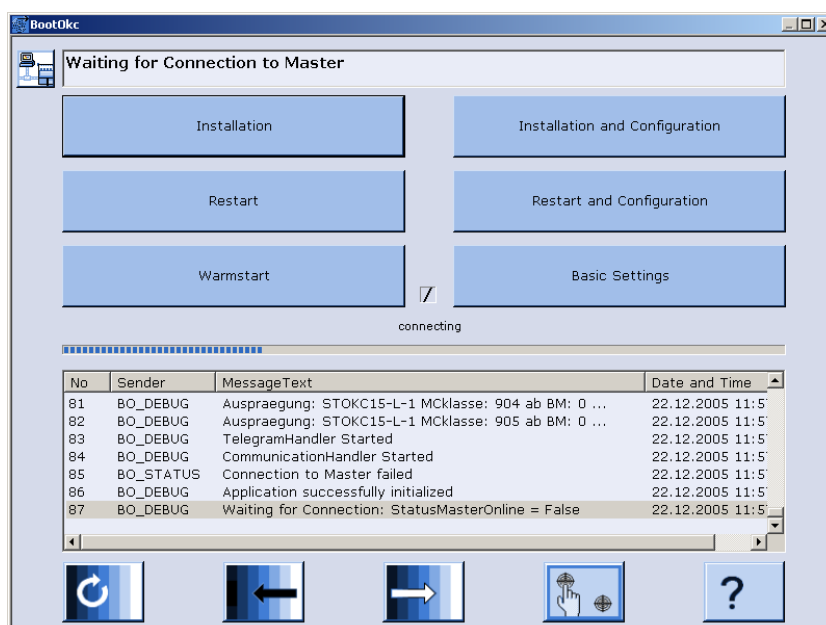 BootOkc
Waiting for Connection to Master
Installation
Installation and Configuration
Restart
Restart and Configuration
Warmstart
Basic Settings
connecting
No Sender MessageText Date and Time
81 BO_DEBUG Auspraegung: STOKC15-L-1 MCklasse: 904 ab BM: 0 ... 22.12.2005 11:5
82 BO_DEBUG Auspraegung: STOKC15-L-1 MCklasse: 905 ab BM: 0 ... 22.12.2005 11:5
83 BO_DEBUG TelegramHandler Started 22.12.2005 11:5
84 BO_DEBUG CommunicationHandler Started 22.12.2005 11:5
85 BO_STATUS Connection to Master failed 22.12.2005 11:5
86 BO_DEBUG Application successfully initialized 22.12.2005 11:5
87 BO_DEBUG Waiting for Connection: StatusMasterOnline = False 22.12.2005 11:5
?